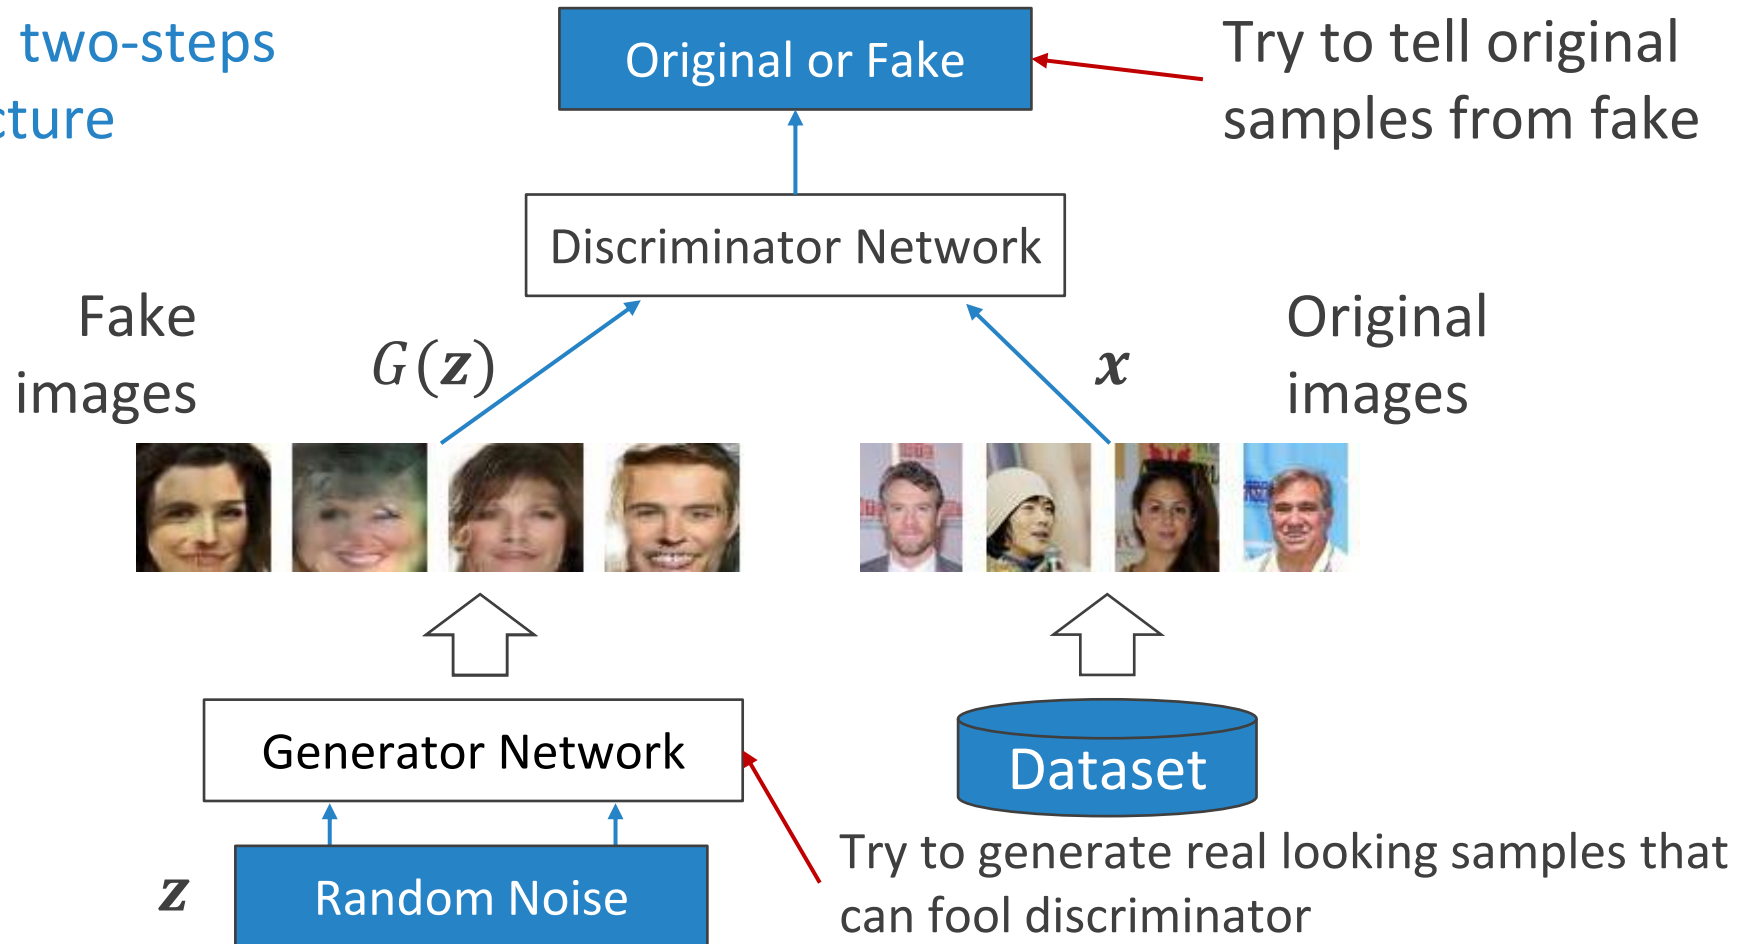 two-steps
cture
Original or Fake
Try to tell original
samples from fake
Discriminator Network
Fake
images
G(z)
x
Original
images
Generator Network
Dataset
Try to generate real looking samples that
can fool discriminator
z
Random Noise